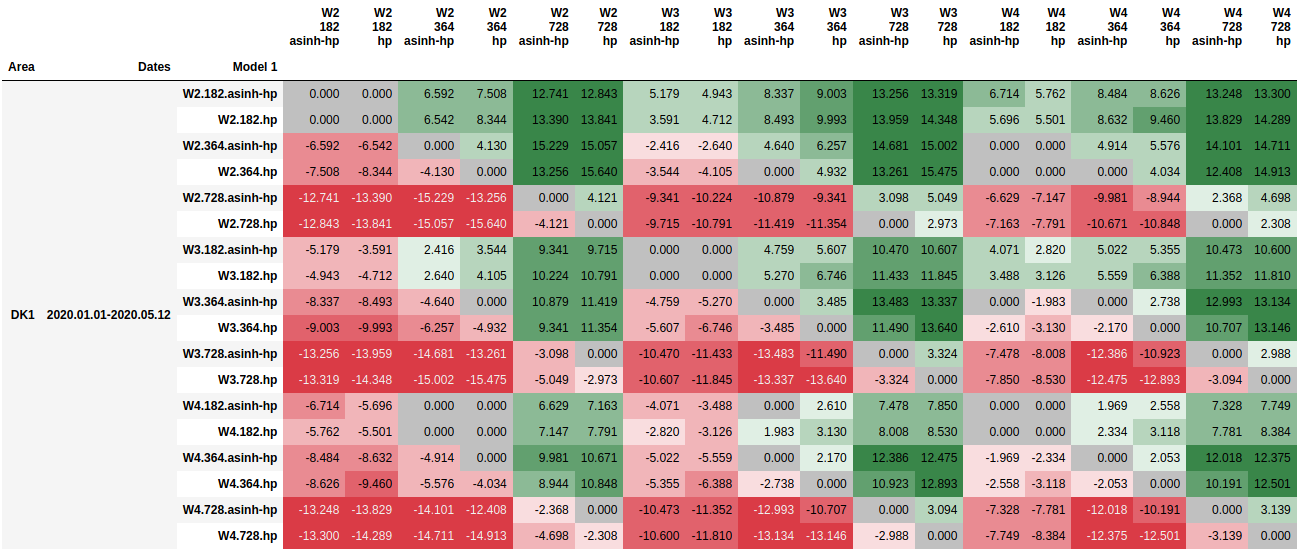 W2 W2 W2 W2 W2 W2 W3 W3 W3 W3 W3 W3 W4 W4 W4 W4 W4 W4
182 182 364 364 728 728 182 182 364 364 728 728 182 182 364 364 728 728
asinh-hp hp asinh-hp hp asinh-hp hp asinh-hp hp asinh-hp hp asinh-hp hp asinh-hp hp asinh-hp hp asinh-hp hp
Area Dates Model 1
W2.182.asinh-hp 0.000 0.000 6.592 7.508 12.741 12.843 5.179 4.943 8.337 9.003 13.256 13.319 6.714 5.762 8.484 8.626 13.248 13.300
W2.182.hp 0.000 0.000 6.542 8.344 13.390 13.841 3.591 4.712 8.493 9.993 13.959 14.348 5.696 5.501 8.632 9.460 13.829 14.289
W2.364.asinh-hp -6.592 -6.542 0.000 4.130 15.229 15.057 -2.416 -2.640 4.640 6.257 14.681 15.002 0.000 0.000 4.914 5.576 14.101 14.711
W2.364.hp -7.508 -8.344 -4.130 0.000 13.256 15.640 -3.544 -4.105 0.000 4.932 13.261 15.475 0.000 0.000 0.000 4.034 12.408 14.913
W2.728.asinh-hp -12.741 -13.390 -15.229 -13.256 0.000 4.121 -9.341 -10.224 -10.879 -9.341 3.098 5.049 -6.629 -7.147 -9.981 -8.944 2.368 4.698
W2.728.hp -12.843 -13.841 -15.057 -15.640 -4.121 0.000 -9.715 -10.791 -11.419 -11.354 0.000 2.973 -7.163 -7.791 -10.671 -10.848 0.000 2.308
W3.182.asinh-hp -5.179 -3.591 2.416 3.544 9.341 9.715 0.000 0.000 4.759 5.607 10.470 10.607 4.071 2.820 5.022 5.355 10.473 10.600
W3.182.hp -4.943 -4.712 2.640 4.105 10.224 10.791 0.000 0.000 5.270 6.746 11.433 11.845 3.488 3.126 5.559 6.388 11.352 11.810
W3.364.asinh-hp -8.337 -8.493 -4.640 0.000 10.879 11.419 -4.759 -5.270 0.000 3.485 13.483 13.337 0.000 -1.983 0.000 2.738 12.993 13.134
DK1 2020.01.01-2020.05.12
W3.364.hp -9.003 -9.993 -6.257 -4.932 9.341 11.354 -5.607 -6.746 -3.485 0.000 11.490 13.640 -2.610 -3.130 -2.170 0.000 10.707 13.146
W3.728.asinh-hp -13.256 -13.959 -14.681 -13.261 -3.098 0.000 -10.470 -11.433 -13.483 -11.490 0.000 3.324 -7.478 -8.008 -12.386 -10.923 0.000 2.988
W3.728.hp -13.319 -14.348 -15.002 -15.475 -5.049 -2.973 -10.607 -11.845 -13.337 -13.640 -3.324 0.000 -7.850 -8.530 -12.475 -12.893 -3.094 0.000
W4.182.asinh-hp -6.714 -5.696 0.000 0.000 6.629 7.163 -4.071 -3.488 0.000 2.610 7.478 7.850 0.000 0.000 1.969 2.558 7.328 7.749
W4.182.hp -5.762 -5.501 0.000 0.000 7.147 7.791 -2.820 -3.126 1.983 3.130 8.008 8.530 0.000 0.000 2.334 3.118 7.781 8.384
W4.364.asinh-hp -8.484 -8.632 -4.914 0.000 9.981 10.671 -5.022 -5.559 0.000 2.170 12.386 12.475 -1.969 -2.334 0.000 2.053 12.018 12.375
W4.364.hp -8.626 -9.460 -5.576 -4.034 8.944 10.848 -5.355 -6.388 -2.738 0.000 10.923 12.893 -2.558 -3.118 -2.053 0.000 10.191 12.501
W4.728.asinh-hp -13.248 -13.829 -14.101 -12.408 -2.368 0.000 -10.473 -11.352 -12.993 -10.707 0.000 3.094 -7.328 -7.781 -12.018 -10.191 0.000 3.139
W4.728.hp -13.300 -14.289 -14.711 -14.913 -4.698 -2.308 -10.600 -11.810 -13.134 -13.146 -2.988 0.000 -7.749 -8.384 -12.375 -12.501 -3.139 0.000